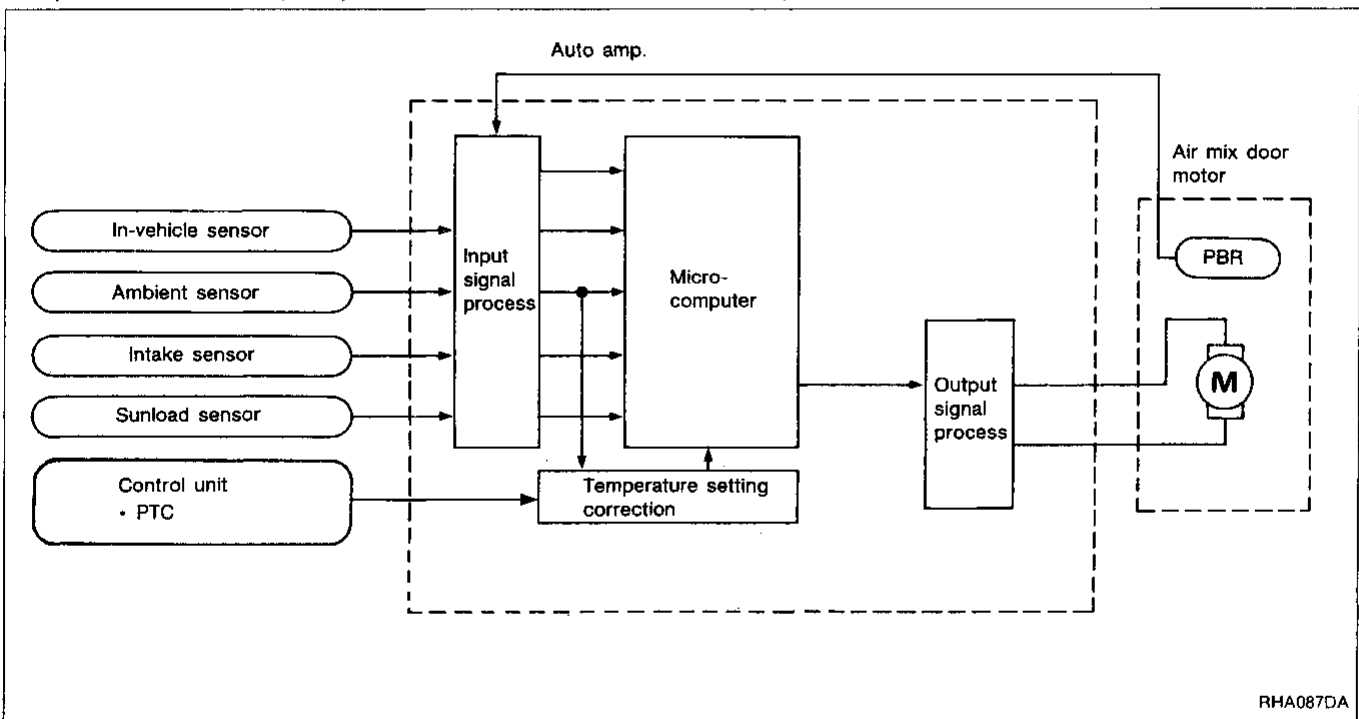 Auto amp.
Air mix door
motor
In-vehicle sensor
Ambient sensor
Intake sensor
Sunload sensor
Control unit
• PTC
Input
signal
process
Micro-
computer
Temperature setting
correction
Output
signal
process
PBR
M
RHA087DA